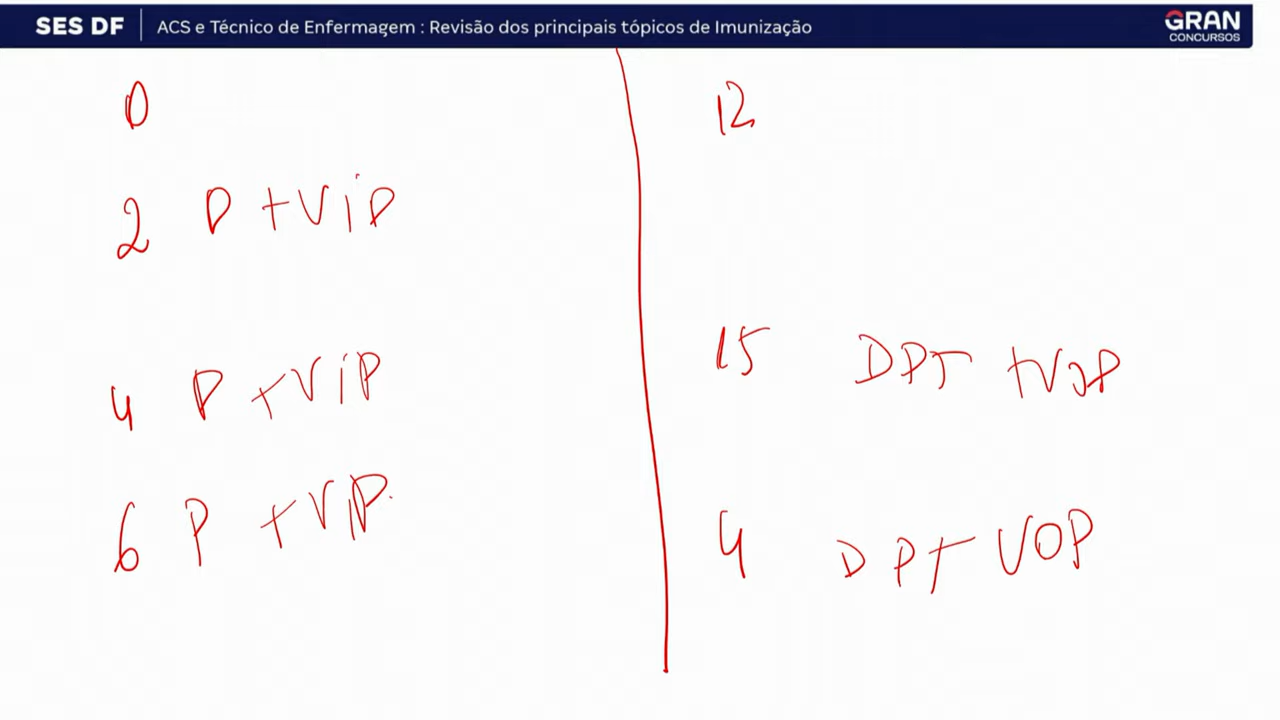 SES DF | ACS e Técnico de Enfermagem : Revisão dos principais tópicos de Imunização
GRAN
CONCURSOS
0
2 P +ViP
4 P +ViP
6 P +ViP
12
15 DPT +VOP
4 DPT VOP